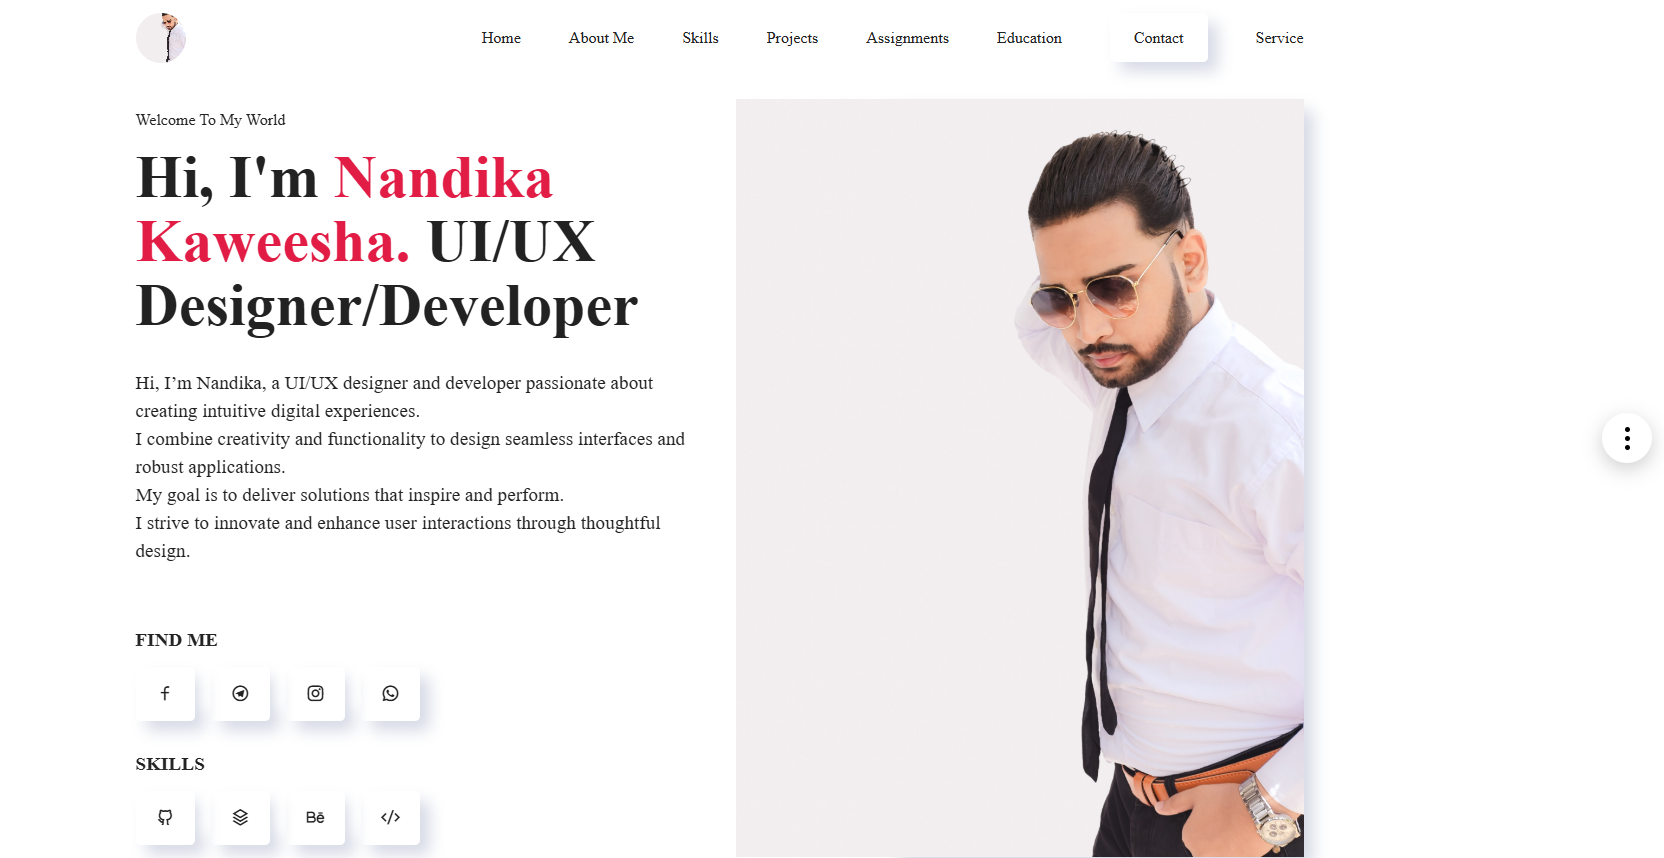 Home About Me Skills Projects Assignments Education Contact Service
Welcome To My World
Hi, I'm Nandika
Kaweesha. UI/UX
Designer/Developer
Hi, I’m Nandika, a UI/UX designer and developer passionate about
creating intuitive digital experiences.
I combine creativity and functionality to design seamless interfaces and
robust applications.
My goal is to deliver solutions that inspire and perform.
I strive to innovate and enhance user interactions through thoughtful
design.
FIND ME
SKILLS
Bē